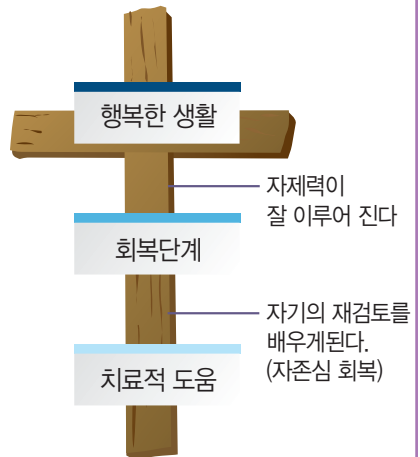 행복한 생활
자제력이
잘 이루어 진다
회복단계
자기의 재검토를
배우게된다.
(자존심 회복)
치료적 도움